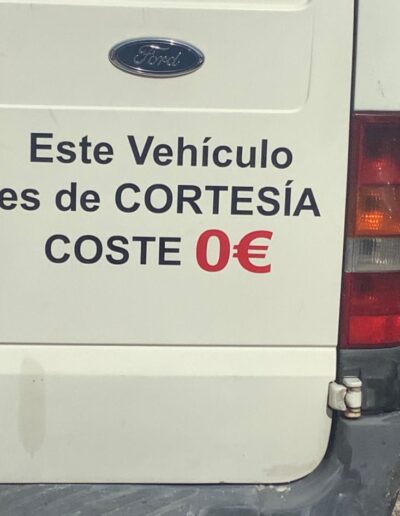 Ford
Este Vehículo
es de CORTESÍA
COSTE 0€